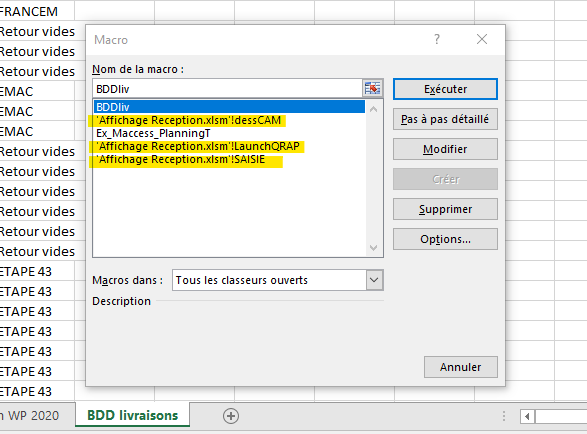 FRANCEM
Retour vides
Retour vides
Retour vides
EMAC
EMAC
EMAC
Retour vides
Retour vides
Retour vides
Retour vides
Retour vides
Retour vides
ETAPE 43
ETAPE 43
ETAPE 43
ETAPE 43
ETAPE 43
ETAPE 43
ETAPE 43
Macro
?
Nom de la macro :
BDDliv
BDDliv
'Affichage Reception.xlsm'!dessCAM
Ex_Maccess_PlanningT
'Affichage Reception.xlsm'!LaunchQRAP
'Affichage Reception.xlsm'!SAISIE
Exécuter
Pas à pas détaillé
Modifier
Créer
Supprimer
Options...
Macros dans :
Tous les classeurs ouverts
Description
Annuler
WP 2020
BDD livraisons